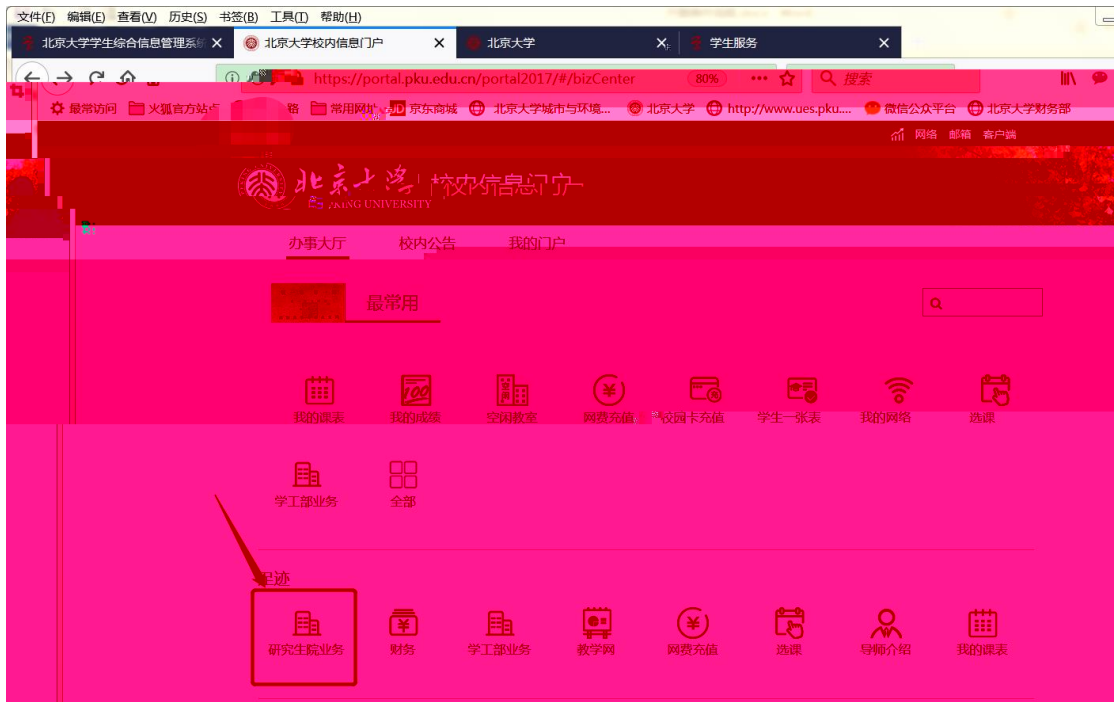 文件(F) 编辑(E) 查看(V) 历史(S) 书签(B) 工具(T) 帮助(H)
北京大学学生综合信息管理系统 北京大学校内信息门户 北京大学 学生服务
https://portal.pku.edu.cn/portal2017/#/bizCenter 80% 搜索
最常访问 火狐官方站点 常用网址 JD 京东商城 北京大学城市与环境... 北京大学 http://www.ues.pku.... 微信公众平台 北京大学财务部
网络 邮箱 客户端
北京大学 校内信息门户
PEKING UNIVERSITY
办事大厅 校内公告 我的门户
最常用
我的课表 我的成绩 空闲教室 网费充值 校园卡充值 学生一张表 我的网络 选课
学工部业务 全部
足迹
研究生院业务 财务 学工部业务 教学网 网费充值 选课 导师介绍 我的课表